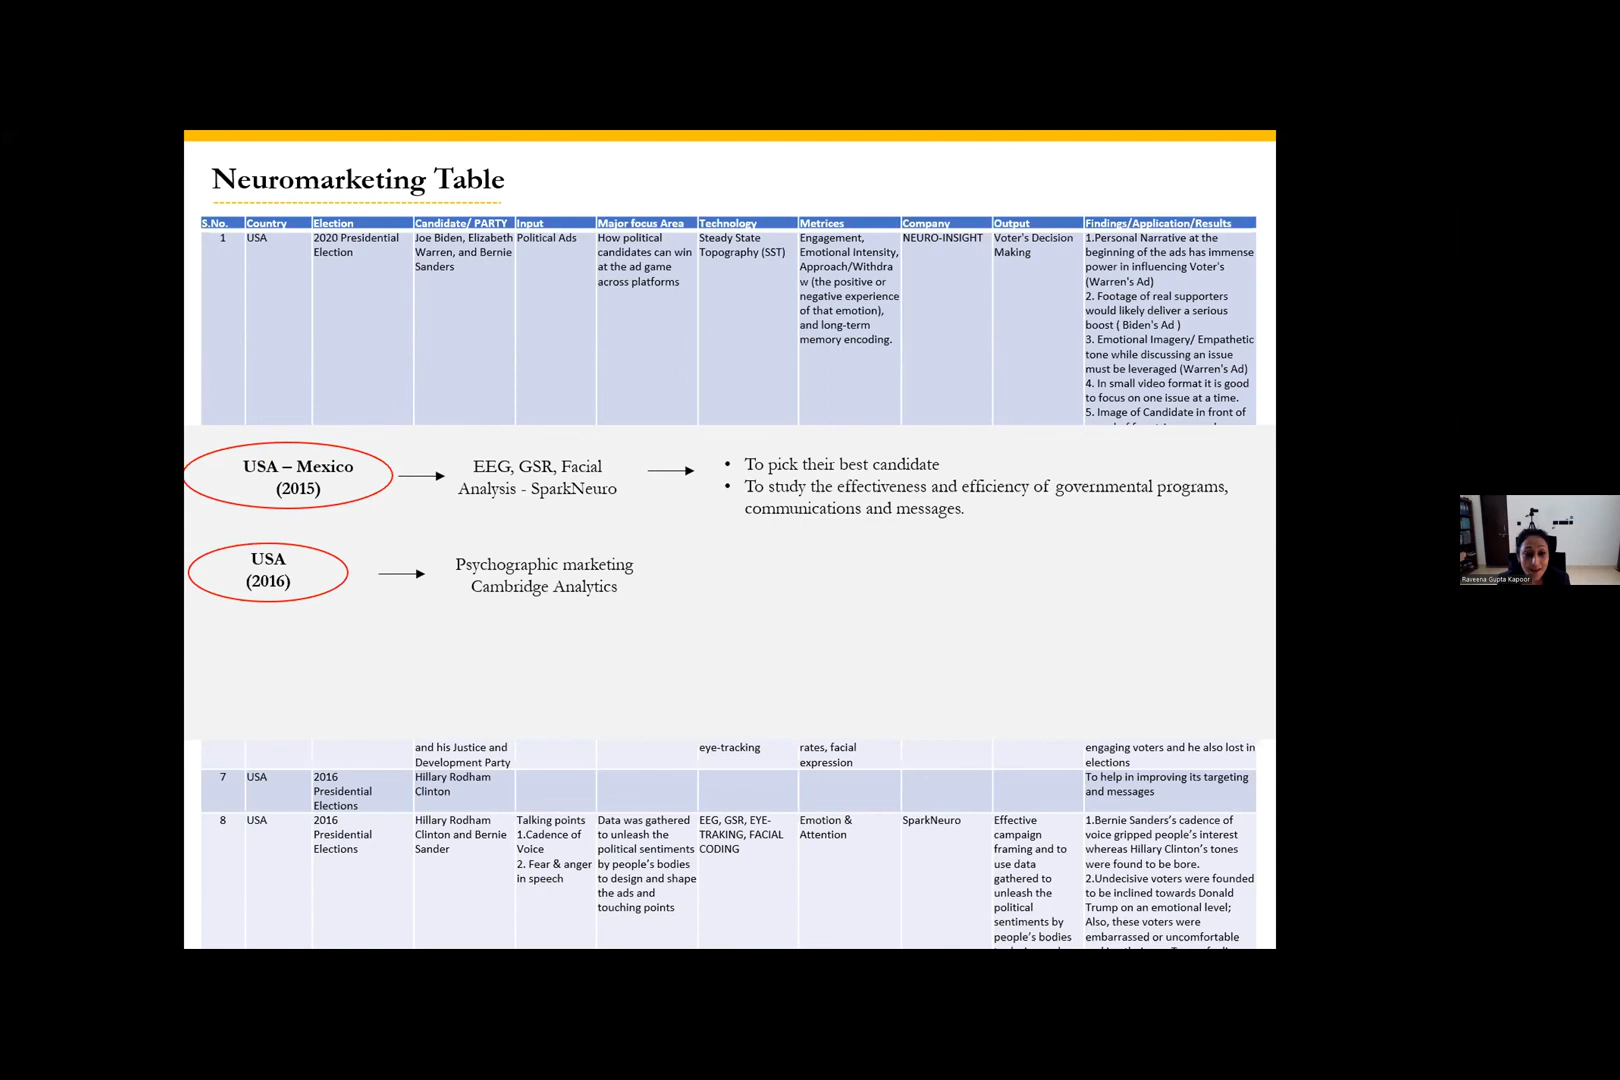 Neuromarketing Table
S.No. Country Election Candidate/ PARTY Input Major focus Area Technology Metrices Company Output Findings/Application/Results
1 USA 2020 Presidential Joe Biden, Elizabeth Political Ads How political Steady State Engagement, NEURO-INSIGHT Voter's Decision 1.Personal Narrative at the
Election Warren, and Bernie candidates can win Topography (SST) Emotional Intensity, Making beginning of the ads has immense
Sanders at the ad game Approach/Withdra power in influencing Voter's
across platforms w (the positive or (Warren's Ad)
negative experience 2. Footage of real supporters
of that emotion), would likely deliver a serious
and long-term boost ( Biden's Ad )
memory encoding. 3. Emotional Imagery/ Empathetic
tone while discussing an issue
must be leveraged (Warren's Ad)
4. In small video format it is good
to focus on one issue at a time.
5. Image of Candidate in front of
USA – Mexico
(2015)
EEG, GSR, Facial
Analysis - SparkNeuro
• To pick their best candidate
• To study the effectiveness and efficiency of governmental programs,
communications and messages.
USA
(2016)
Psychographic marketing
Cambridge Analytics
and his Justice and eye-tracking rates, facial engaging voters and he also lost in
Development Party expression elections
7 USA 2016 Hillary Rodham To help in improving its targeting
Presidential Clinton and messages
Elections
8 USA 2016 Hillary Rodham Talking points Data was gathered EEG, GSR, EYE- Emotion & SparkNeuro Effective 1.Bernie Sanders's cadence of
Presidential Clinton and Bernie 1.Cadence of to unleash the TRAKING, FACIAL Attention campaign voice gripped people's interest
Elections Sander Voice political sentiments CODING framing and to whereas Hillary Clinton's tones
2. Fear & anger by people's bodies use data were found to be bore.
in speech to design and shape gathered to 2.Undecisive voters were founded
the ads and unleash the to be inclined towards Donald
touching points political Trump on an emotional level;
sentiments by Also, these voters were
people's bodies embarrassed or uncomfortable
Raveena Gupta Kapoor